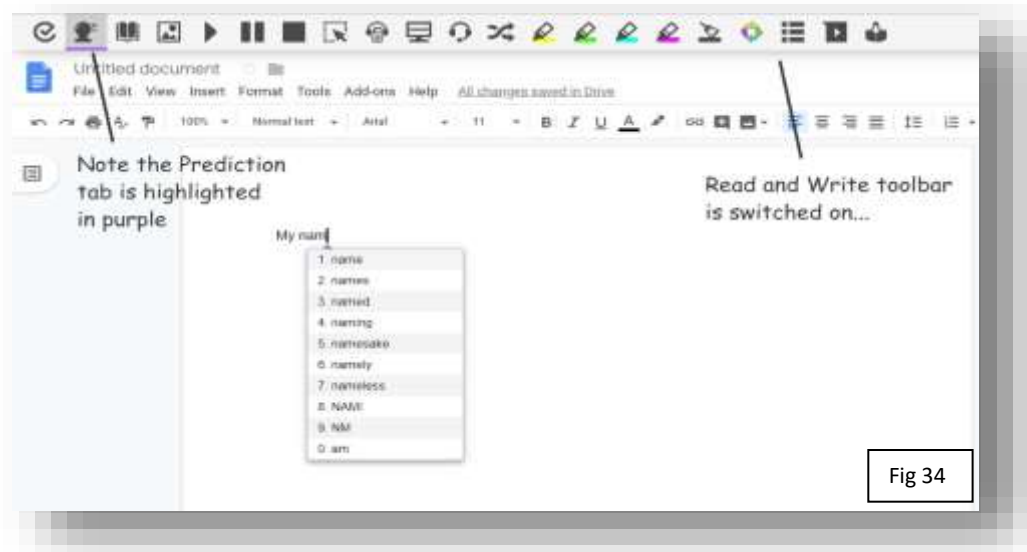 Untitled document
File Edit View Insert Format Tools Add-ons Help All changes saved in Drive
100% Normal text Arial 11 B I U A
Note the Prediction
tab is highlighted
in purple
Read and Write toolbar
is switched on...
My nam
1 name
2 names
3 named
4 naming
5 namesake
6 namely
7 nameless
8 NAMI
9 NM
0 am
Fig 34